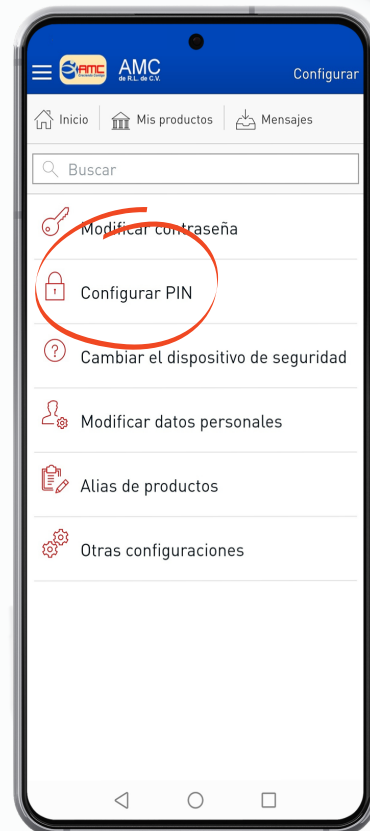 AMC
AMC
de R.L. de C.V.
Configurar
Inicio
Mis productos
Mensajes
Buscar
Modificar contraseña
Configurar PIN
Cambiar el dispositivo de seguridad
Modificar datos personales
Alias de productos
Otras configuraciones